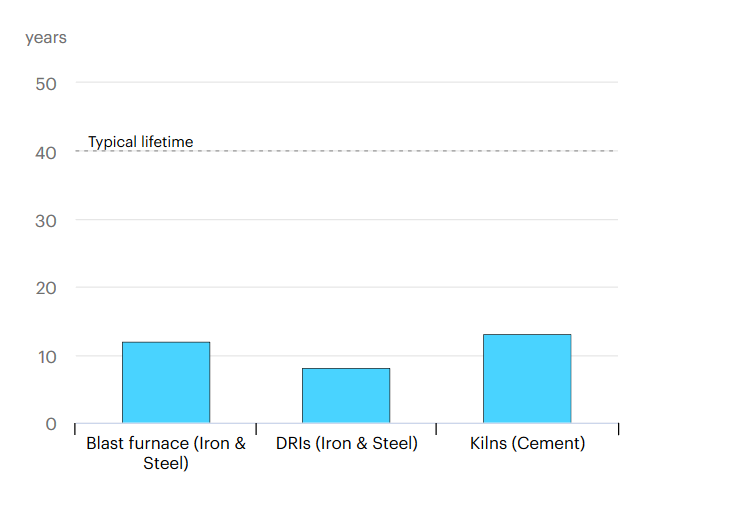 years
50
Typical lifetime
40
30
20
10
0
Blast furnace (Iron &
Steel)
DRIs (Iron & Steel)
Kilns (Cement)